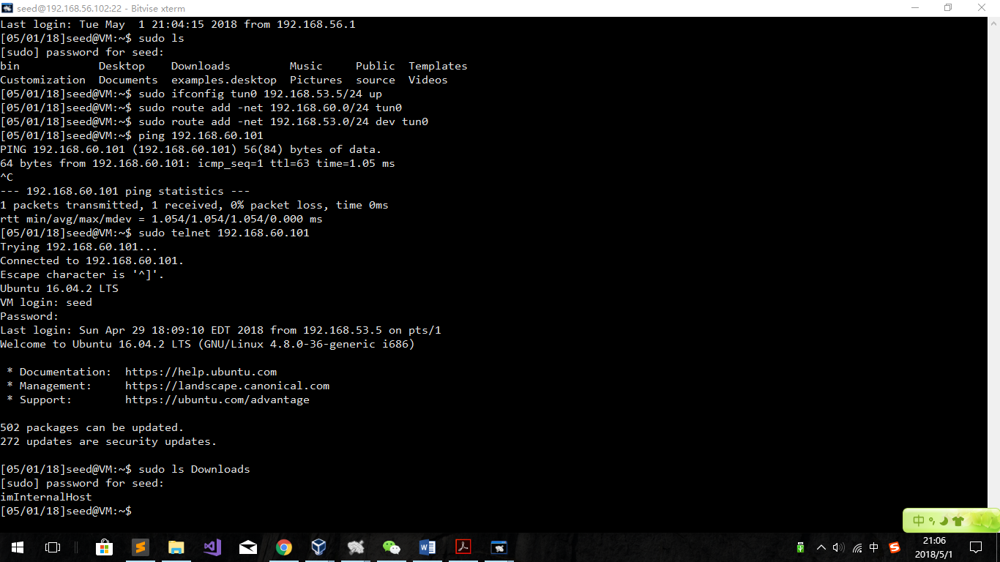 seed@192.168.56.102:22 - Bitvise xterm
Last login: Tue May  1 21:04:15 2018 from 192.168.56.1
[05/01/18]seed@VM:~$ sudo ls
[sudo] password for seed:
bin            Desktop    Downloads         Music     Public  Templates
Customization  Documents  examples.desktop  Pictures  source  Videos
[05/01/18]seed@VM:~$ sudo ifconfig tun0 192.168.53.5/24 up
[05/01/18]seed@VM:~$ sudo route add -net 192.168.60.0/24 tun0
[05/01/18]seed@VM:~$ sudo route add -net 192.168.53.0/24 dev tun0
[05/01/18]seed@VM:~$ ping 192.168.60.101
PING 192.168.60.101 (192.168.60.101) 56(84) bytes of data.
64 bytes from 192.168.60.101: icmp_seq=1 ttl=63 time=1.05 ms
^C
--- 192.168.60.101 ping statistics ---
1 packets transmitted, 1 received, 0% packet loss, time 0ms
rtt min/avg/max/mdev = 1.054/1.054/1.054/0.000 ms
[05/01/18]seed@VM:~$ sudo telnet 192.168.60.101
Trying 192.168.60.101...
Connected to 192.168.60.101.
Escape character is '^]'.
Ubuntu 16.04.2 LTS
VM login: seed
Password:
Last login: Sun Apr 29 18:09:10 EDT 2018 from 192.168.53.5 on pts/1
Welcome to Ubuntu 16.04.2 LTS (GNU/Linux 4.8.0-36-generic i686)
 * Documentation:  https://help.ubuntu.com
 * Management:     https://landscape.canonical.com
 * Support:        https://ubuntu.com/advantage
502 packages can be updated.
272 updates are security updates.
[05/01/18]seed@VM:~$ sudo ls Downloads
[sudo] password for seed:
imInternalHost
[05/01/18]seed@VM:~$
中
中
21:06
2018/5/1